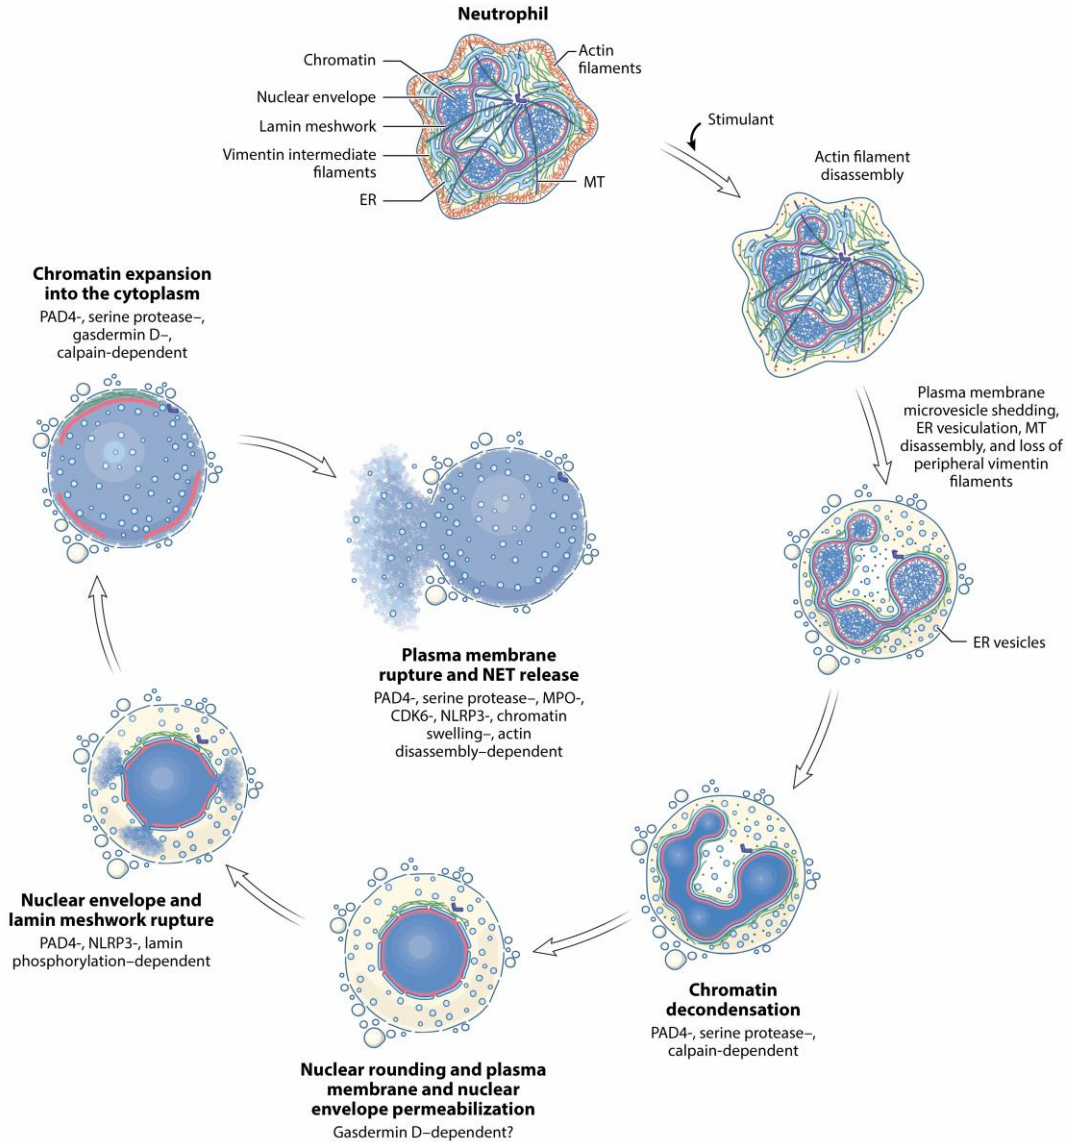 Neutrophil
Chromatin
Nuclear envelope
Lamin meshwork
Vimentin intermediate
filaments
ER
Actin
filaments
MT
Stimulant
Actin filament
disassembly
Plasma membrane
microvesicle shedding,
ER vesiculation, MT
disassembly, and loss of
peripheral vimentin
filaments
ER vesicles
Chromatin
decondensation
PAD4-, serine protease–,
calpain-dependent
Nuclear rounding and plasma
membrane and nuclear
envelope permeabilization
Gasdermin D–dependent?
Nuclear envelope and
lamin meshwork rupture
PAD4-, NLRP3-, lamin
phosphorylation–dependent
Chromatin expansion
into the cytoplasm
PAD4-, serine protease–,
gasdermin D–,
calpain-dependent
Plasma membrane
rupture and NET release
PAD4-, serine protease–, MPO-,
CDK6-, NLRP3-, chromatin
swelling–, actin
disassembly–dependent